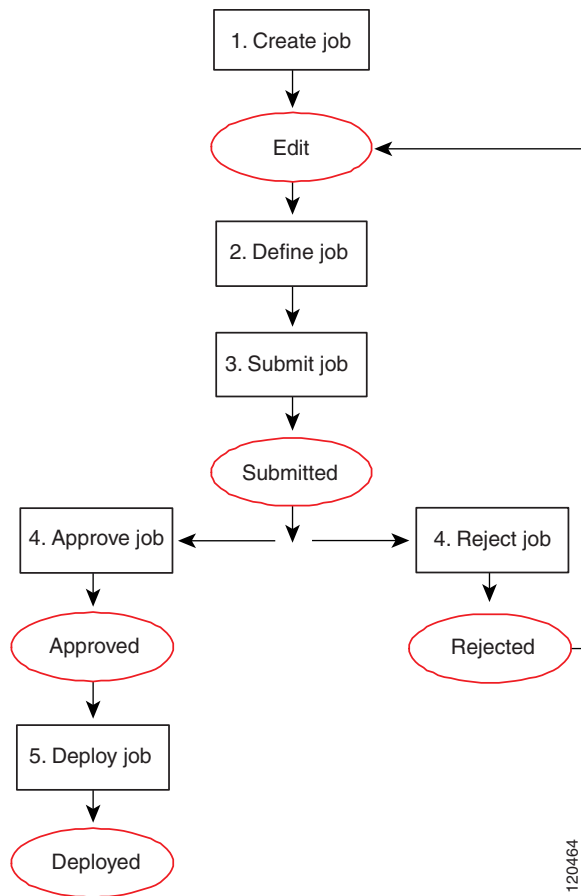 1. Create job
Edit
2. Define job
3. Submit job
Submitted
4. Approve job
4. Reject job
Approved
Rejected
5. Deploy job
Deployed
120464